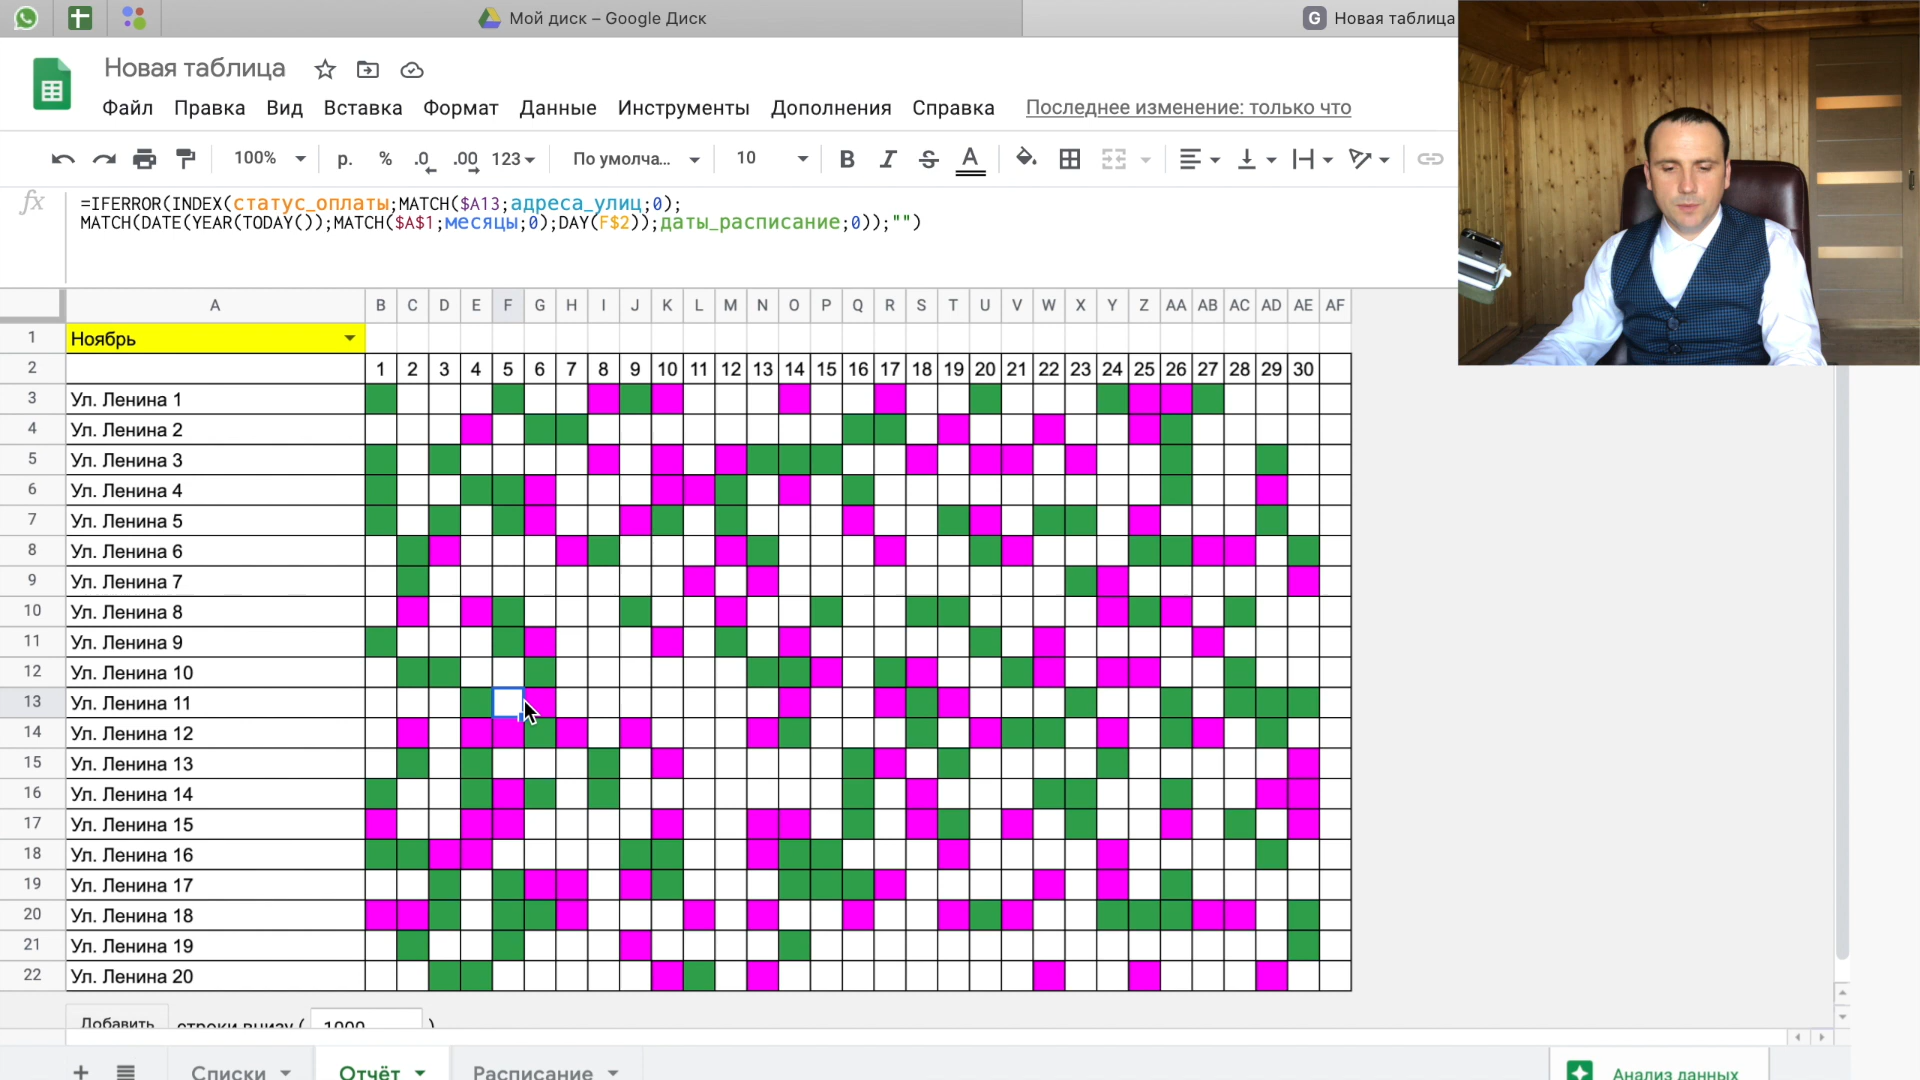 Мой диск – Google Диск
G Новая таблица
Новая таблица
Файл Правка Вид Вставка Формат Данные Инструменты Дополнения Справка Последнее изменение: только что
100% р. % .0 .00 123 По умолча... 10 B I S A
fx =IFERROR(INDEX(статус_оплаты;MATCH($A13;адреса_улиц;0);
MATCH(DATE(YEAR(TODAY());MATCH($A$1;месяцы;0);DAY(F$2));даты_расписание;0));"")
A B C D E F G H I J K L M N O P Q R S T U V W X Y Z AA AB AC AD AE AF
1 Ноябрь
2 1 2 3 4 5 6 7 8 9 10 11 12 13 14 15 16 17 18 19 20 21 22 23 24 25 26 27 28 29 30
3 Ул. Ленина 1
4 Ул. Ленина 2
5 Ул. Ленина 3
6 Ул. Ленина 4
7 Ул. Ленина 5
8 Ул. Ленина 6
9 Ул. Ленина 7
10 Ул. Ленина 8
11 Ул. Ленина 9
12 Ул. Ленина 10
13 Ул. Ленина 11
14 Ул. Ленина 12
15 Ул. Ленина 13
16 Ул. Ленина 14
17 Ул. Ленина 15
18 Ул. Ленина 16
19 Ул. Ленина 17
20 Ул. Ленина 18
21 Ул. Ленина 19
22 Ул. Ленина 20
Добавить строки внизу ( 1000 )
+ Списки Отчёт Расписание Анализ данных